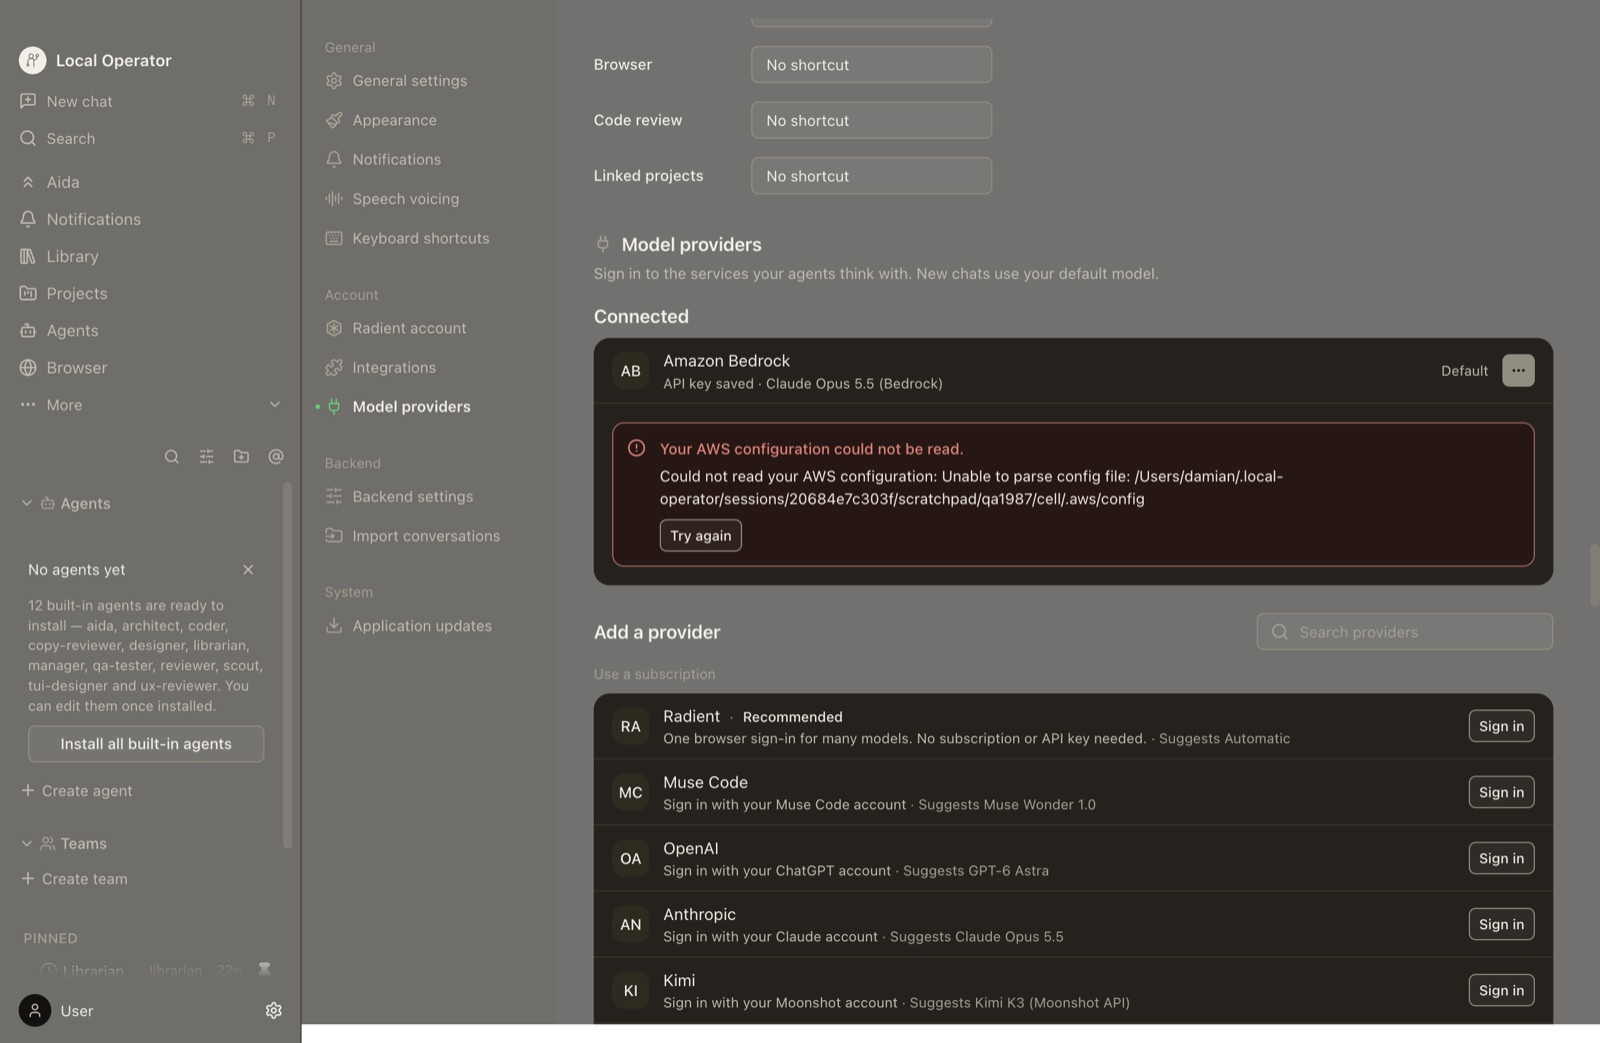 Local Operator
New chat ⌘ N
Search ⌘ P
Aida
Notifications
Library
Projects
Agents
Browser
More
Agents
No agents yet
12 built-in agents are ready to
install — aida, architect, coder,
copy-reviewer, designer, librarian,
manager, qa-tester, reviewer, scout,
tui-designer and ux-reviewer. You
can edit them once installed.
Install all built-in agents
Create agent
Teams
Create team
PINNED
Librarian · librarian 22m
User
General
General settings
Appearance
Notifications
Speech voicing
Keyboard shortcuts
Account
Radient account
Integrations
Model providers
Backend
Backend settings
Import conversations
System
Application updates
Browser No shortcut
Code review No shortcut
Linked projects No shortcut
Model providers
Sign in to the services your agents think with. New chats use your default model.
Connected
AB
Amazon Bedrock
API key saved · Claude Opus 5.5 (Bedrock)
Default
Your AWS configuration could not be read.
Could not read your AWS configuration: Unable to parse config file: /Users/damian/.local-
operator/sessions/20684e7c303f/scratchpad/qa1987/cell/.aws/config
Try again
Add a provider
Search providers
Use a subscription
RA
Radient · Recommended
One browser sign-in for many models. No subscription or API key needed. · Suggests Automatic
Sign in
MC
Muse Code
Sign in with your Muse Code account · Suggests Muse Wonder 1.0
Sign in
OA
OpenAI
Sign in with your ChatGPT account · Suggests GPT-6 Astra
Sign in
AN
Anthropic
Sign in with your Claude account · Suggests Claude Opus 5.5
Sign in
KI
Kimi
Sign in with your Moonshot account · Suggests Kimi K3 (Moonshot API)
Sign in